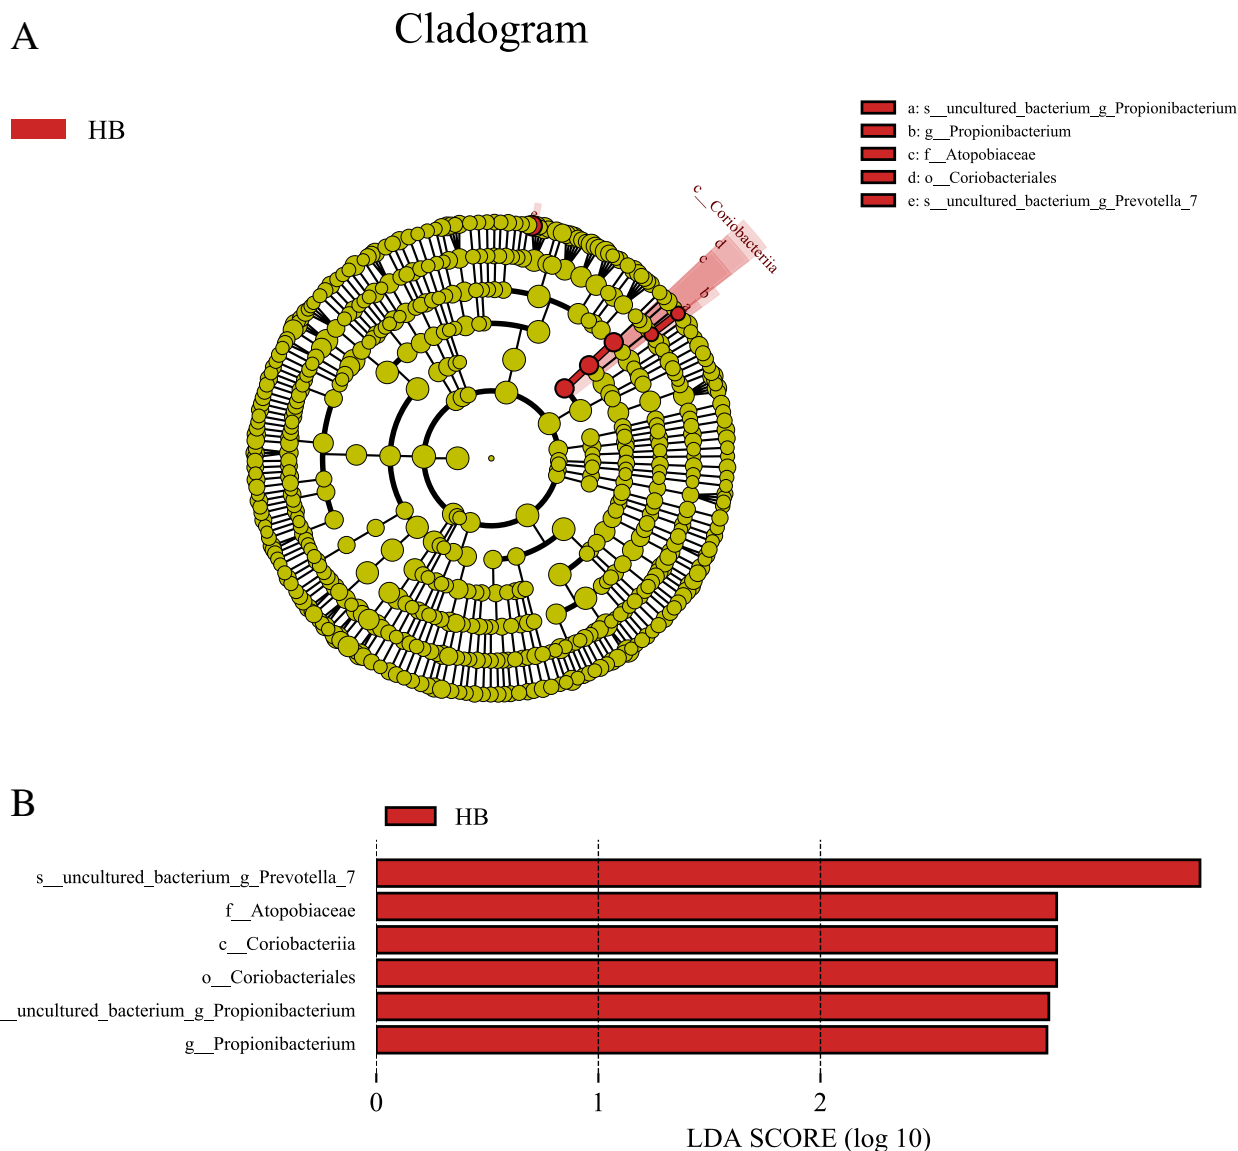 A
Cladogram
HB
a: s__uncultured_bacterium_g_Propionibacterium
b: g__Propionibacterium
c: f__Atopobiaceae
d: o__Coriobacteriales
e: s__uncultured_bacterium_g_Prevotella_7
c__Coriobacteriia
e
d
c
b
a
B
HB
s__uncultured_bacterium_g_Prevotella_7
f__Atopobiaceae
c__Coriobacteriia
o__Coriobacteriales
__uncultured_bacterium_g_Propionibacterium
g__Propionibacterium
0 1 2
LDA SCORE (log 10)